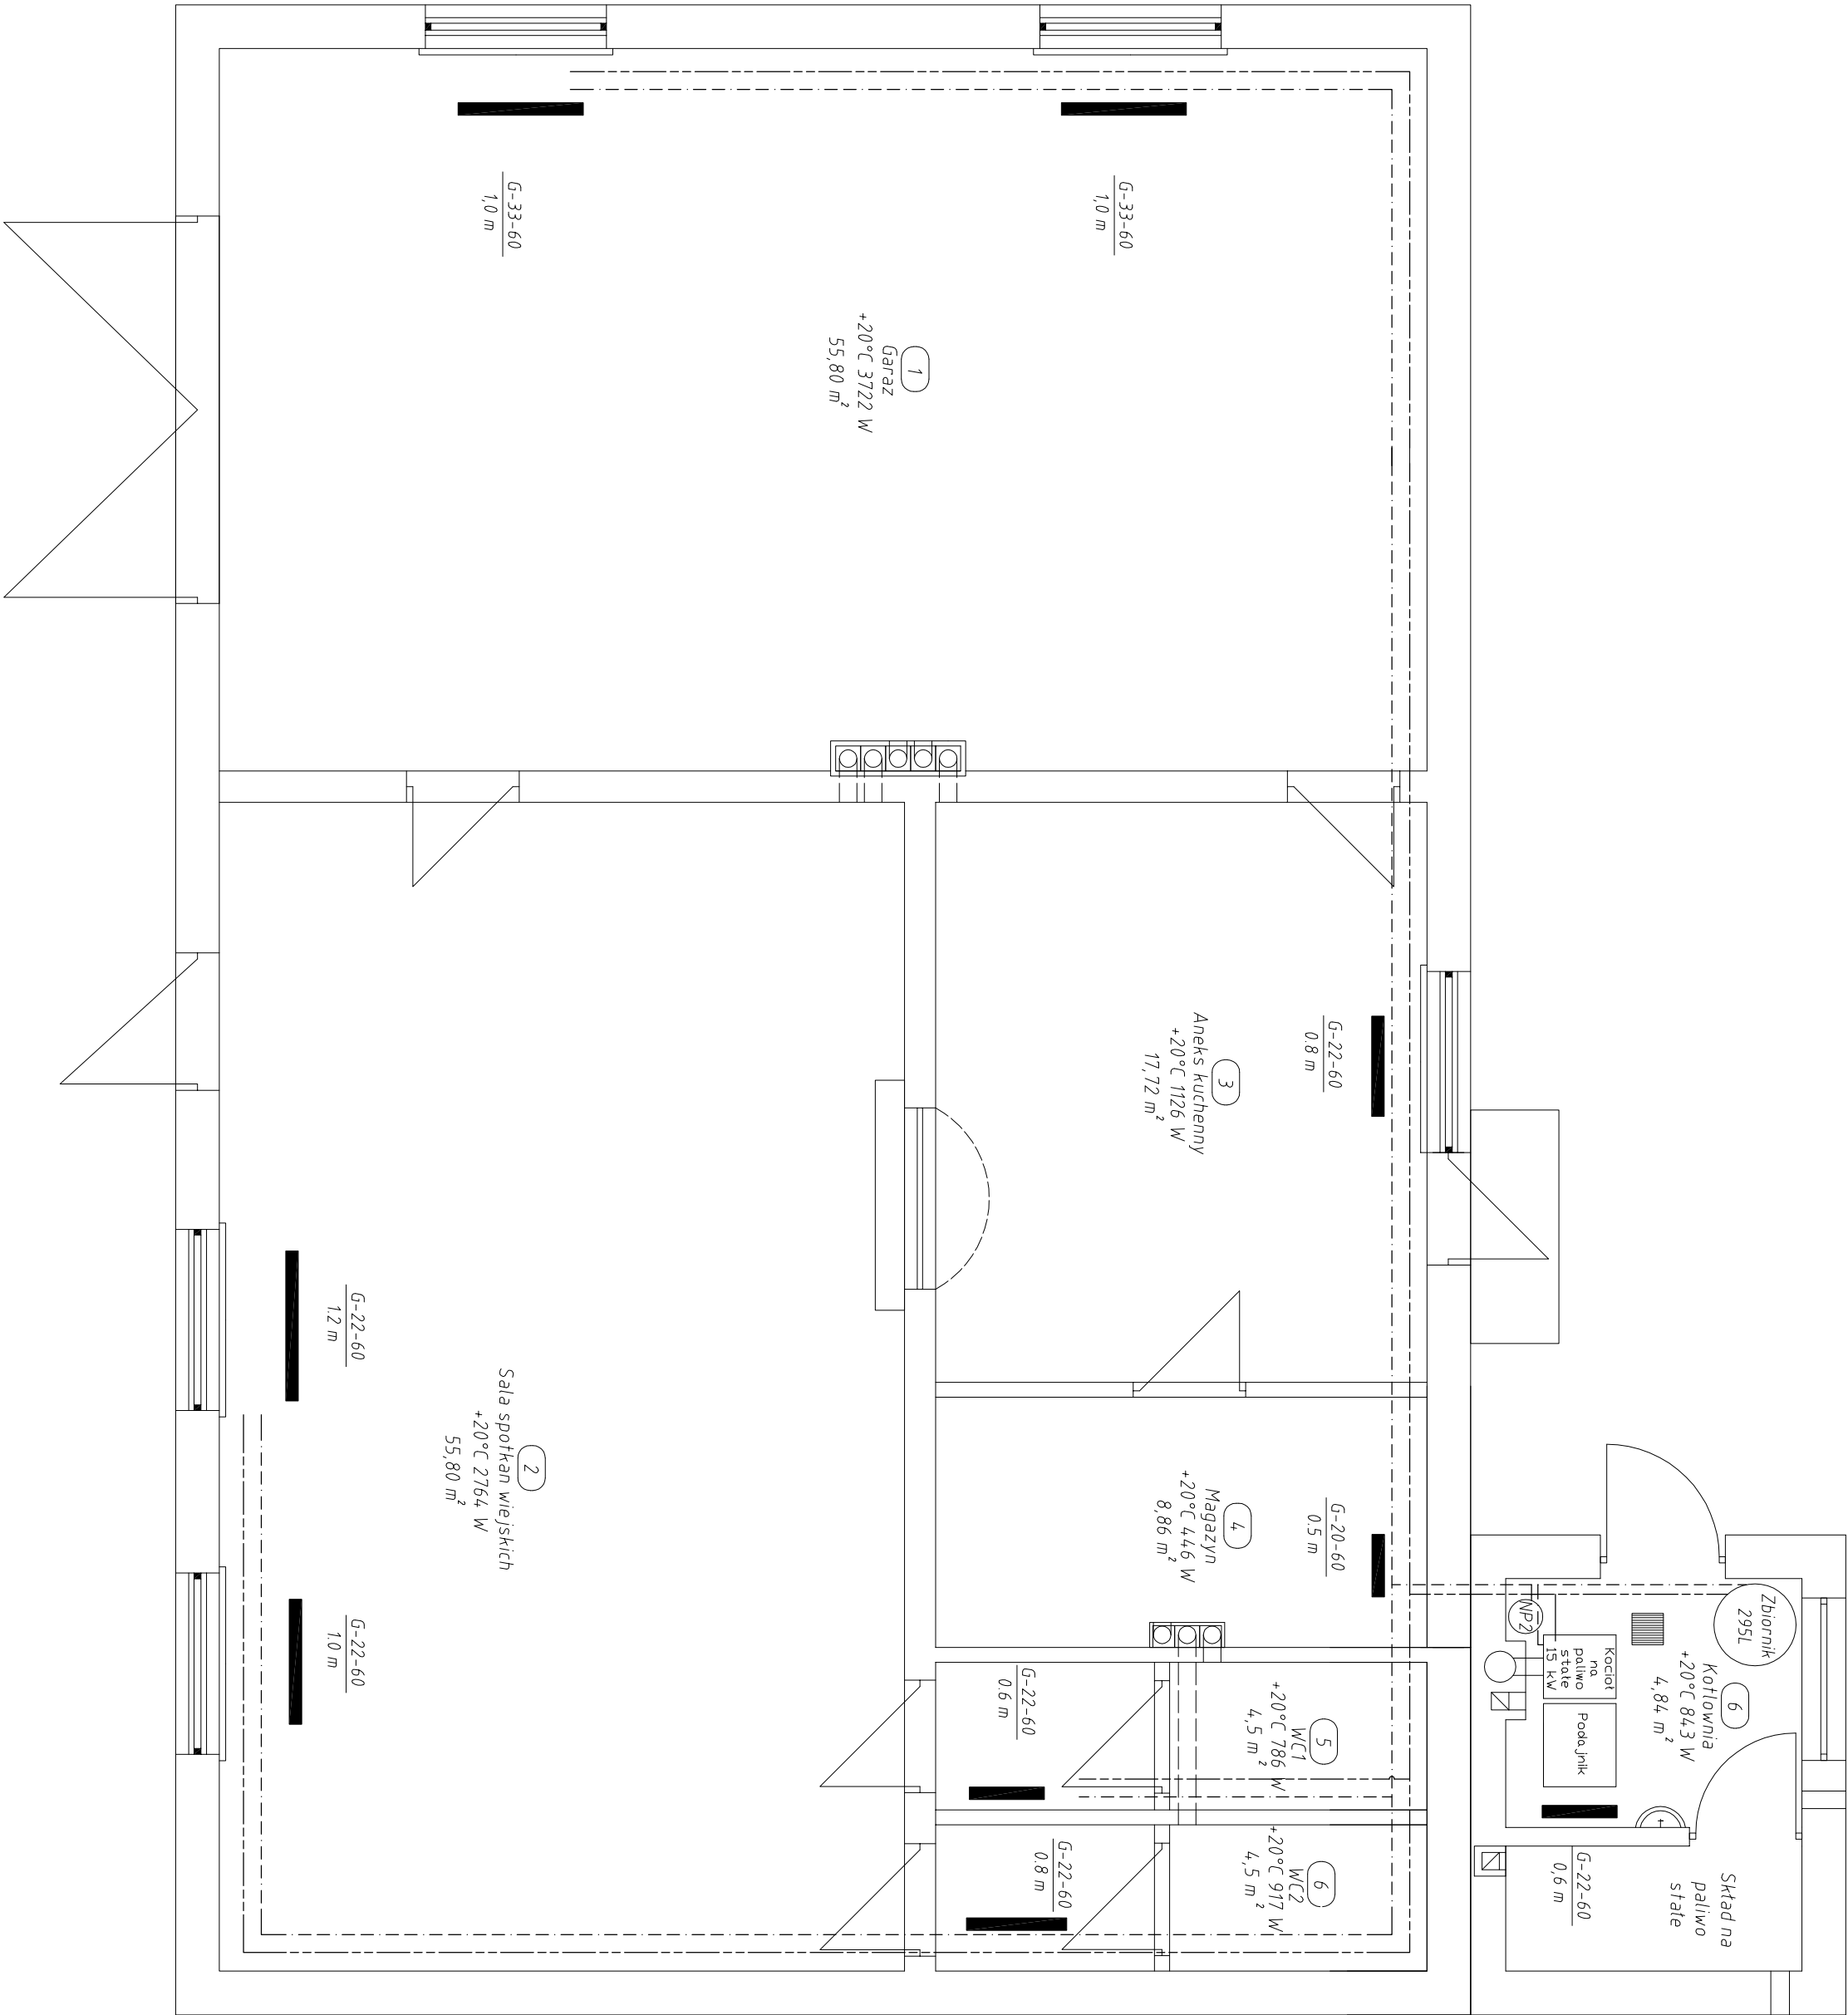 G-33-60
1,0 m
G-33-60
1,0 m
1
Garaz
+20°C 3722 W
55,80 m²
G-22-60
0.8 m
3
Aneks kuchenny
+20°C 1126 W
17,72 m²
G-22-60
1.2 m
2
Sala spotkan wiejskich
+20°C 2764 W
55,80 m²
G-22-60
1.0 m
G-20-60
0.5 m
4
Magazyn
+20°C 446 W
8,86 m²
Zbiornik
295L
6
Kotłownia
+20°C 843 W
4,84 m²
NP2
Kocioł
na
paliwo
stałe
15 kW
Podajnik
G-22-60
0,6 m
Skład na
paliwo
stałe
5
WC1
+20°C 786 W
4,5 m²
G-22-60
0.6 m
6
WC2
+20°C 917 W
4,5 m²
G-22-60
0.8 m